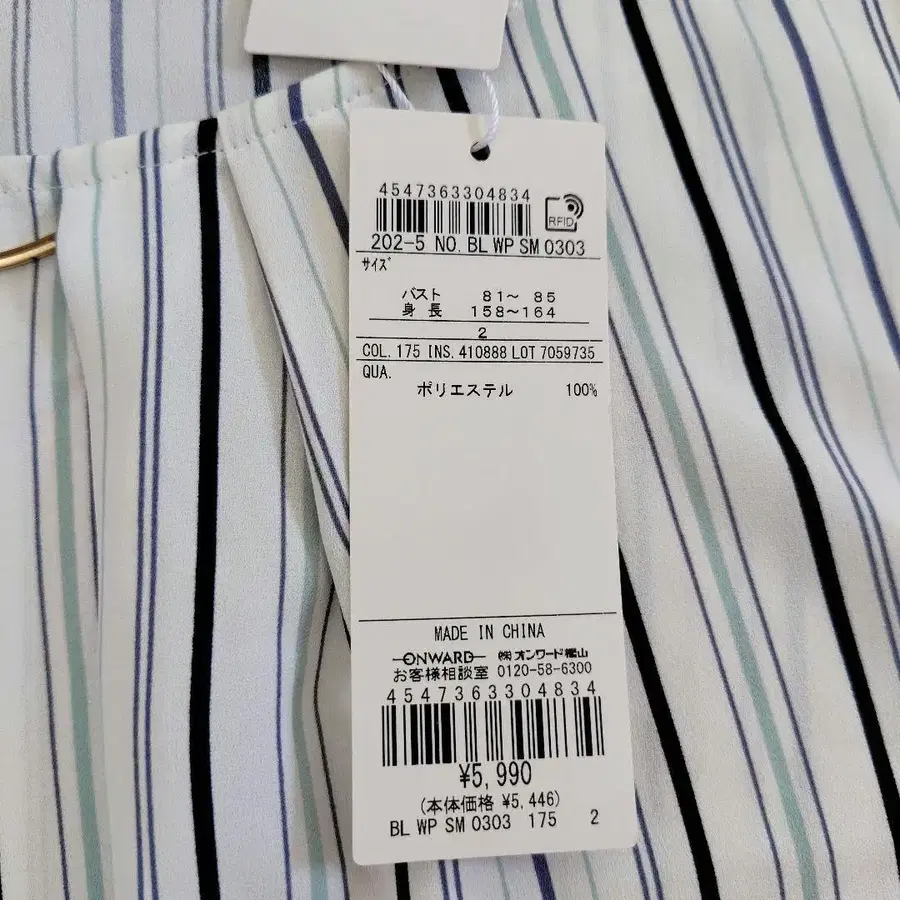 4547363304834
RFID
202-5 NO. BL WP SM 0303
サイズ
バスト 81～ 85
身 長 158～164
2
COL. 175 INS. 410888 LOT 7059735
QUA.
ポリエステル 100%
MADE IN CHINA
ONWARD ㈱オンワード樫山
お客様相談室 0120-58-6300
4547363304834
¥5,990
(本体価格 ¥5,446)
BL WP SM 0303 175 2